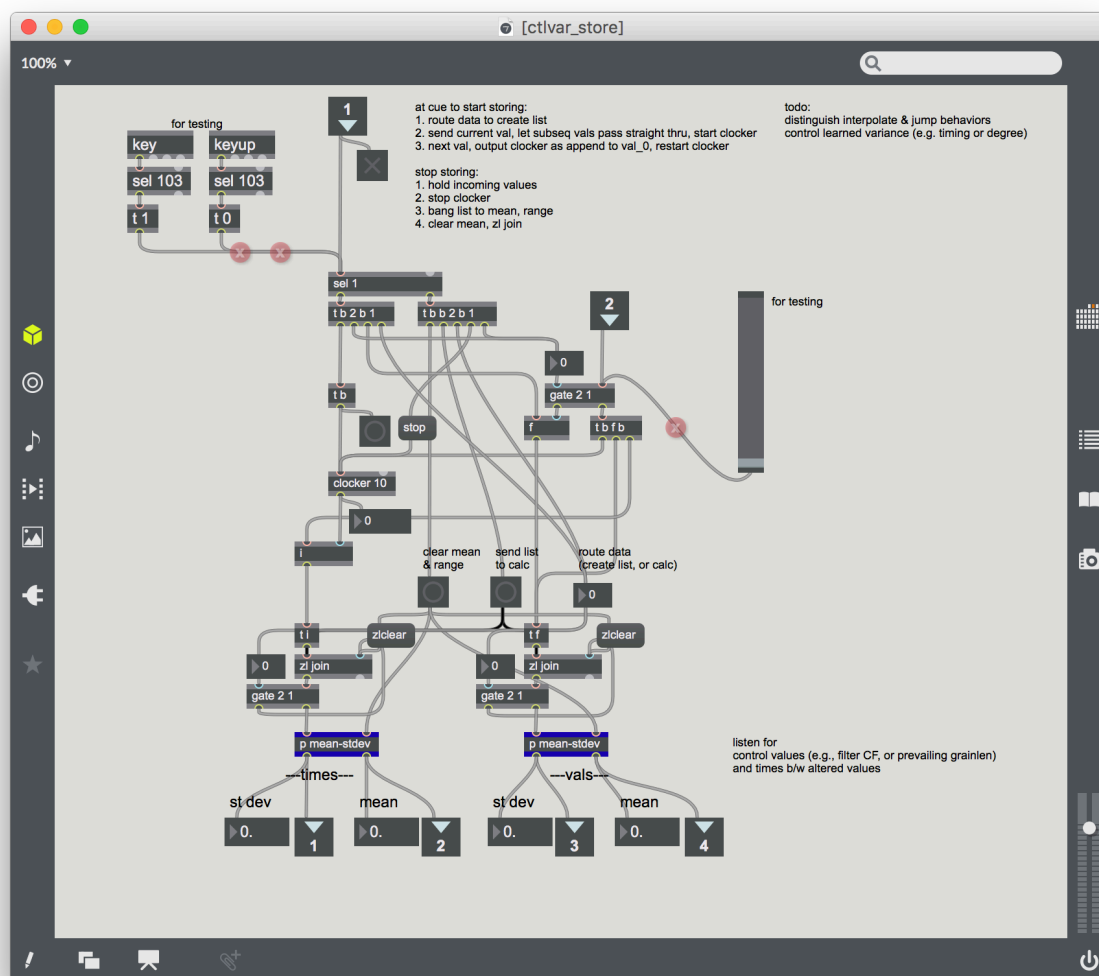 [ctlvar_store]
100%
for testing
key
keyup
sel 103
sel 103
t 1
t 0
1
at cue to start storing:
1. route data to create list
2. send current val, let subseq vals pass straight thru, start clocker
3. next val, output clocker as append to val_0, restart clocker
stop storing:
1. hold incoming values
2. stop clocker
3. bang list to mean, range
4. clear mean, zl join
todo:
distinguish interpolate & jump behaviors
control learned variance (e.g. timing or degree)
sel 1
t b 2 b 1
t b b 2 b 1
2
for testing
0
gate 2 1
t b
stop
f
t b f b
clocker 10
0
i
clear mean
& range
send list
to calc
route data
(create list, or calc)
0
t i
zlclear
t f
zlclear
0
zl join
0
zl join
gate 2 1
gate 2 1
p mean-stdev
p mean-stdev
---times---
---vals---
listen for
control values (e.g., filter CF, or prevailing grainlen)
and times b/w altered values
st dev
mean
st dev
mean
0.
1
0.
2
0.
3
0.
4